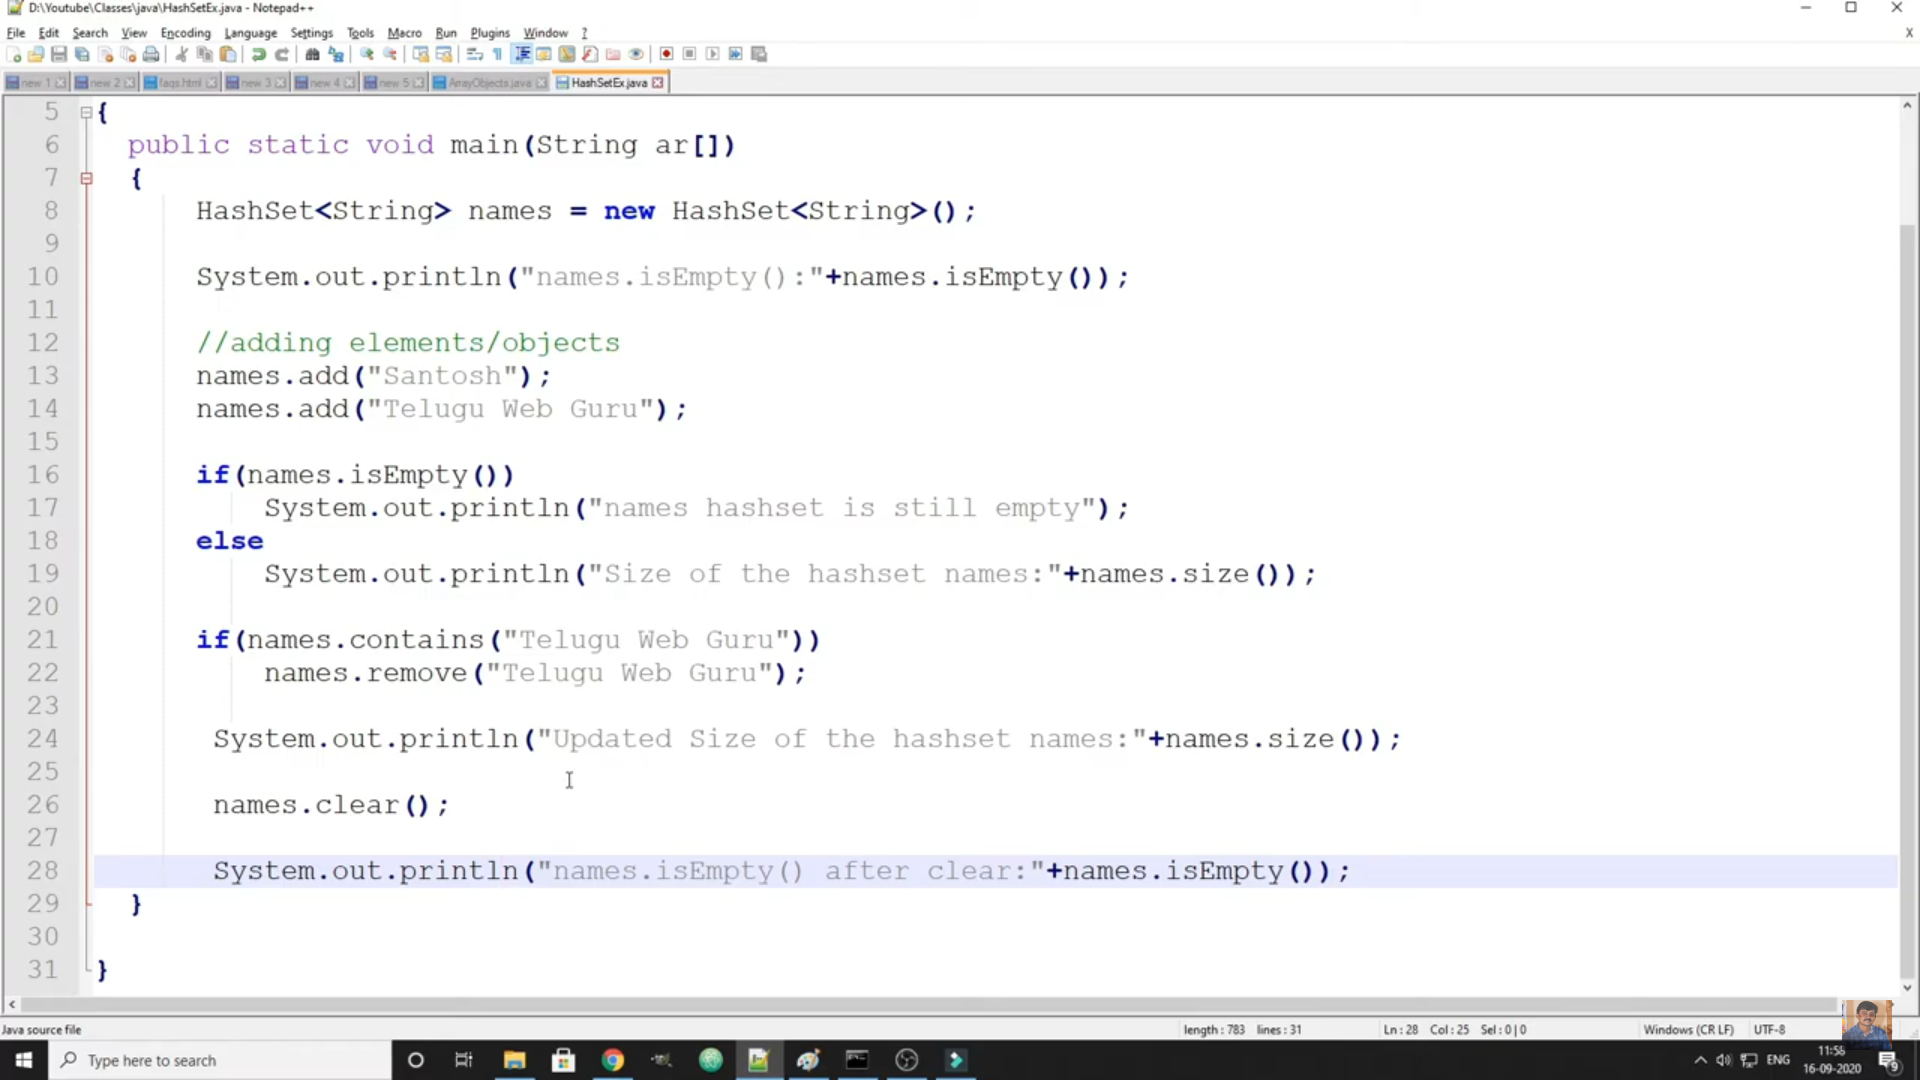 D:\Youtube\Classes\java\HashSetEx.java - Notepad++
File Edit Search View Encoding Language Settings Tools Macro Run Plugins Window ?
X
new 1 new 2 faqs.html new 3 new 4 new 5 ArrayObjects.java HashSetEx.java
5 {
6 public static void main(String ar[])
7 {
8 HashSet<String> names = new HashSet<String>();
9
10 System.out.println("names.isEmpty():"+names.isEmpty());
11
12 //adding elements/objects
13 names.add("Santosh");
14 names.add("Telugu Web Guru");
15
16 if(names.isEmpty())
17 System.out.println("names hashset is still empty");
18 else
19 System.out.println("Size of the hashset names:"+names.size());
20
21 if(names.contains("Telugu Web Guru"))
22 names.remove("Telugu Web Guru");
23
24 System.out.println("Updated Size of the hashset names:"+names.size());
25
26 names.clear();
27
28 System.out.println("names.isEmpty() after clear:"+names.isEmpty());
29 }
30
31 }
Java source file length : 783 lines : 31 Ln : 28 Col : 25 Sel : 0 | 0 Windows (CR LF) UTF-8
Type here to search ENG 11:56
16-09-2020
9